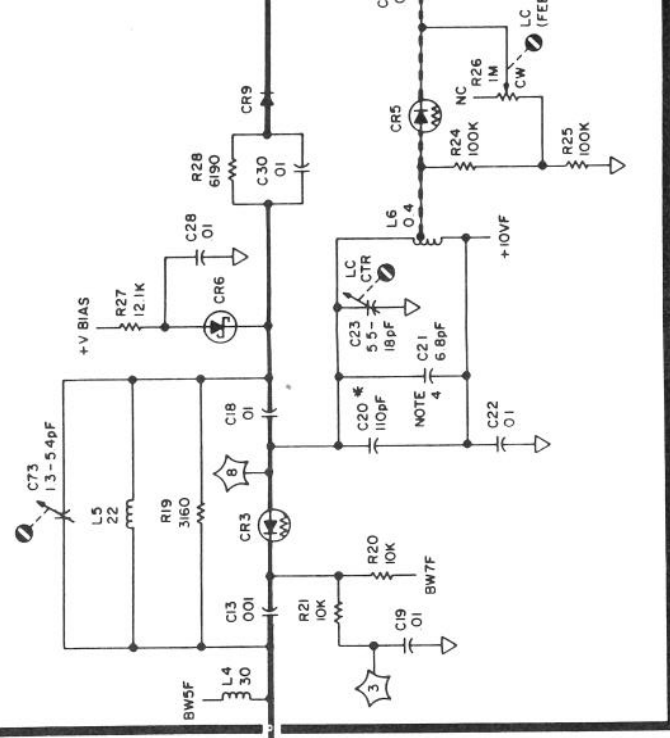 C
0
LC
(FEE
R26
1M
CW
NC
CR9
CR5
R24
100K
R25
100K
R28
6190
C30
01
L6
0.4
+10VF
C28
01
R27
12.1K
CR6
+V BIAS
LC
CTR
C23
5.5-
18pF
C21
6.8pF
NOTE
4
C20*
110pF
C22
01
C18
01
C73
1 3-5 4pF
L5
22
R19
3160
8
CR3
C13
001
R20
10K
BW7F
R21
10K
C19
01
3
L4
30
BW5F